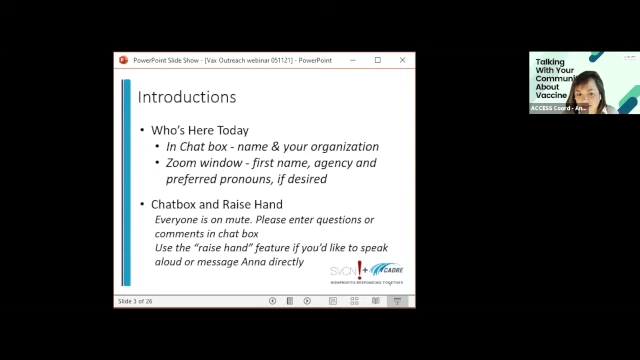 PowerPoint Slide Show - [Vax Outreach webinar 051121] - PowerPoint
Introductions
• Who's Here Today
• In Chat box - name & your organization
• Zoom window - first name, agency and
preferred pronouns, if desired
• Chatbox and Raise Hand
Everyone is on mute. Please enter questions or
comments in chat box
Use the "raise hand" feature if you'd like to speak
aloud or message Anna directly
SVCN! + CADRE
NONPROFITS RESPONDING TOGETHER
Slide 3 of 26
Talking
With Your
Communi
About
Vaccine
ACCESS Coord - An...